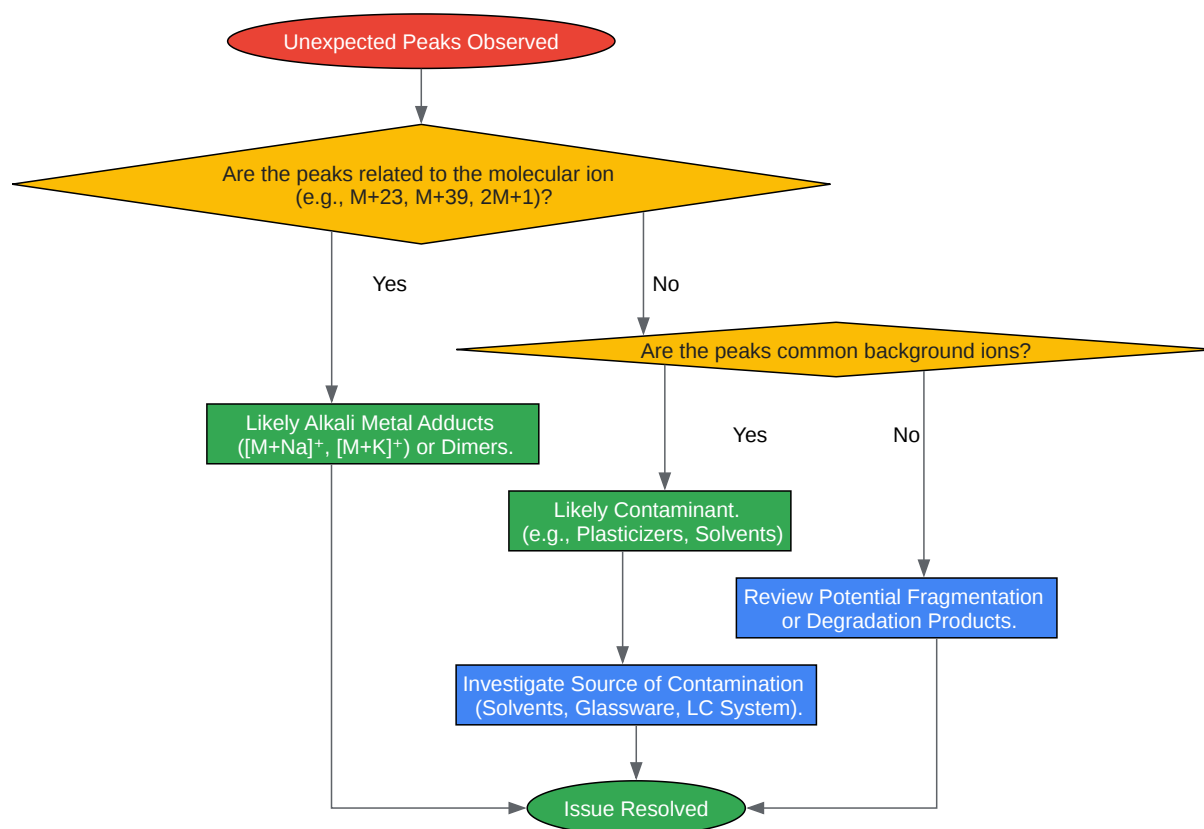 Unexpected Peaks Observed
Are the peaks related to the molecular ion
(e.g., M+23, M+39, 2M+1)?
Yes
No
Are the peaks common background ions?
Likely Alkali Metal Adducts
([M+Na]⁺, [M+K]⁺) or Dimers.
Yes
No
Likely Contaminant.
(e.g., Plasticizers, Solvents)
Review Potential Fragmentation
or Degradation Products.
Investigate Source of Contamination
(Solvents, Glassware, LC System).
Issue Resolved